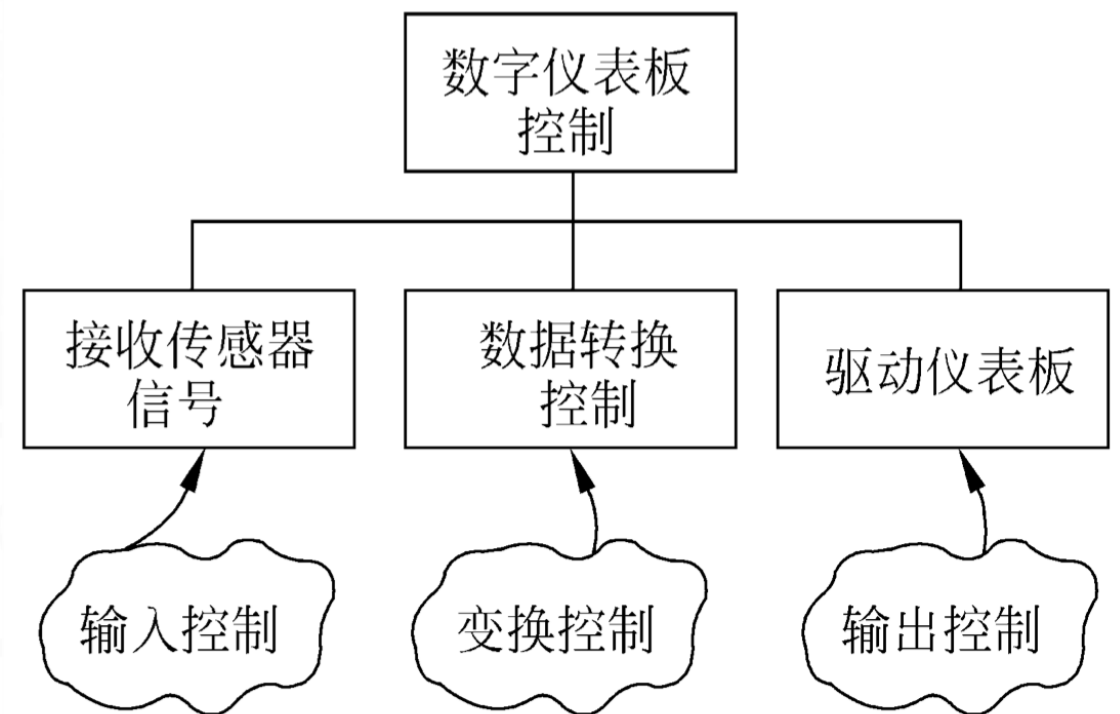 数字仪表板
控制
接收传感器
信号
数据转换
控制
驱动仪表板
输入控制
变换控制
输出控制